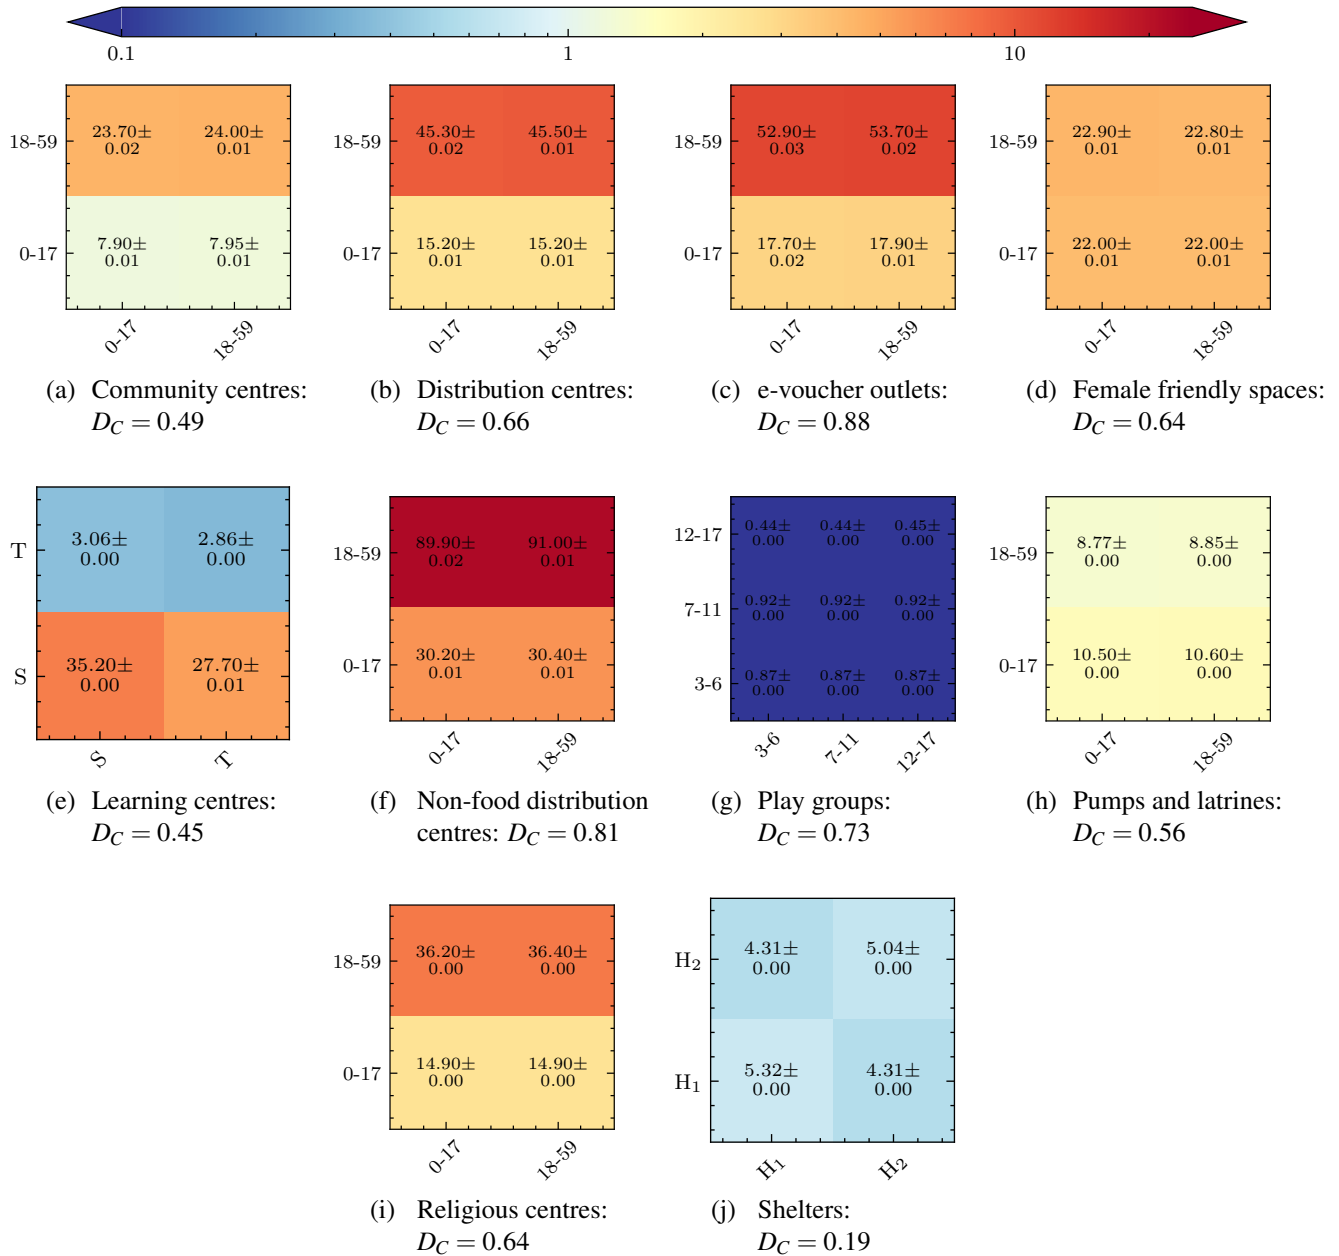 0.1 1 10
18-59 23.70± 24.00±
0.02 0.01
0-17 7.90± 7.95±
0.01 0.01
0-17 18-59
(a) Community centres:
D_C = 0.49
18-59 45.30± 45.50±
0.02 0.01
0-17 15.20± 15.20±
0.01 0.01
0-17 18-59
(b) Distribution centres:
D_C = 0.66
18-59 52.90± 53.70±
0.03 0.02
0-17 17.70± 17.90±
0.02 0.01
0-17 18-59
(c) e-voucher outlets:
D_C = 0.88
18-59 22.90± 22.80±
0.01 0.01
0-17 22.00± 22.00±
0.01 0.01
0-17 18-59
(d) Female friendly spaces:
D_C = 0.64
T 3.06± 2.86±
0.00 0.00
S 35.20± 27.70±
0.00 0.01
S T
(e) Learning centres:
D_C = 0.45
18-59 89.90± 91.00±
0.02 0.01
0-17 30.20± 30.40±
0.01 0.01
0-17 18-59
(f) Non-food distribution
centres: D_C = 0.81
12-17 0.44± 0.44± 0.45±
0.00 0.00 0.00
7-11 0.92± 0.92± 0.92±
0.00 0.00 0.00
3-6 0.87± 0.87± 0.87±
0.00 0.00 0.00
3-6 7-11 12-17
(g) Play groups:
D_C = 0.73
18-59 8.77± 8.85±
0.00 0.00
0-17 10.50± 10.60±
0.00 0.00
0-17 18-59
(h) Pumps and latrines:
D_C = 0.56
18-59 36.20± 36.40±
0.00 0.00
0-17 14.90± 14.90±
0.00 0.00
0-17 18-59
(i) Religious centres:
D_C = 0.64
H₂ 4.31± 5.04±
0.00 0.00
H₁ 5.32± 4.31±
0.00 0.00
H₁ H₂
(j) Shelters:
D_C = 0.19